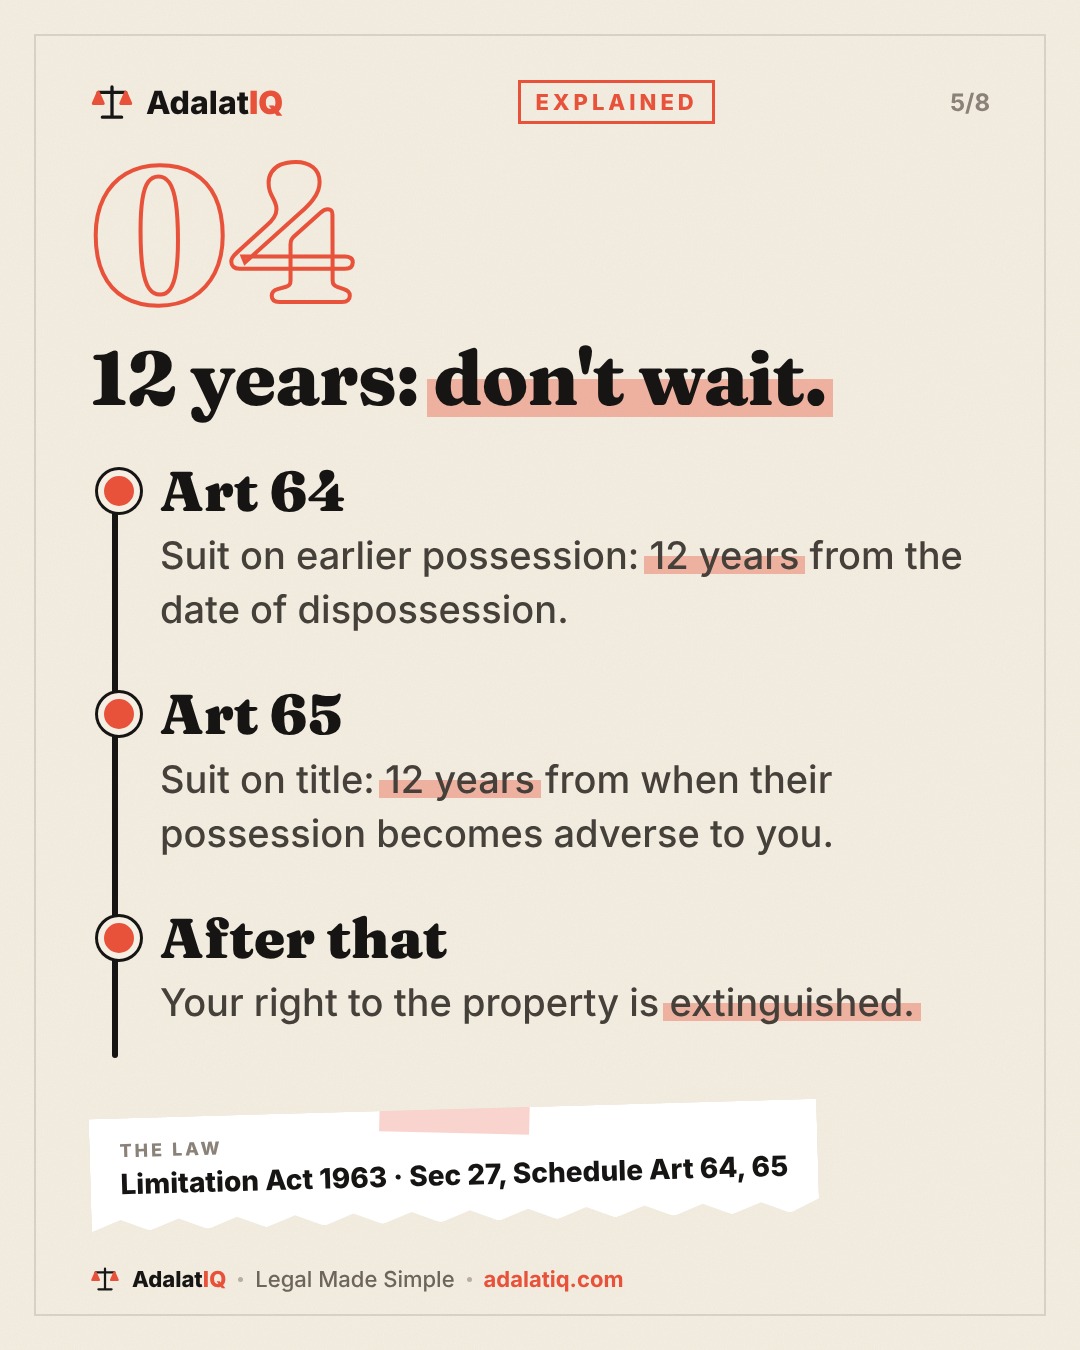 AdalatIQ
EXPLAINED
5/8
04
12 years: don't wait.
Art 64
Suit on earlier possession: 12 years from the
date of dispossession.
Art 65
Suit on title: 12 years from when their
possession becomes adverse to you.
After that
Your right to the property is extinguished.
THE LAW
Limitation Act 1963 · Sec 27, Schedule Art 64, 65
AdalatIQ • Legal Made Simple • adalatiq.com